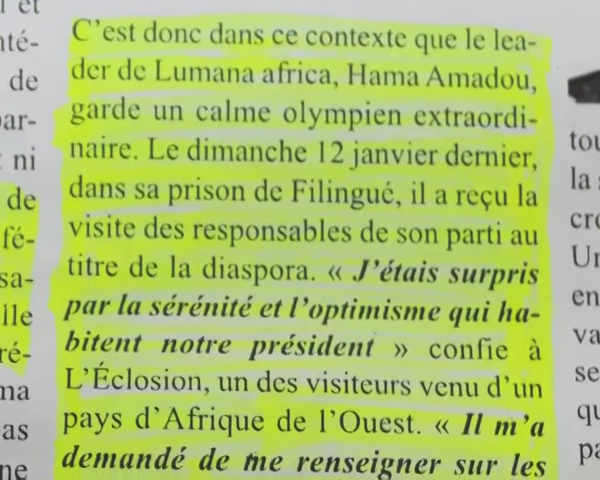 C'est donc dans ce contexte que le lea-
der de Lumana africa, Hama Amadou,
garde un calme olympien extraordi-
naire. Le dimanche 12 janvier dernier,
dans sa prison de Filingué, il a reçu la
visite des responsables de son parti au
titre de la diaspora. « J'étais surpris
par la sérénité et l'optimisme qui ha-
bitent notre président » confie à
L'Éclosion, un des visiteurs venu d'un
pays d'Afrique de l'Ouest. « Il m'a
demandé de me renseigner sur les